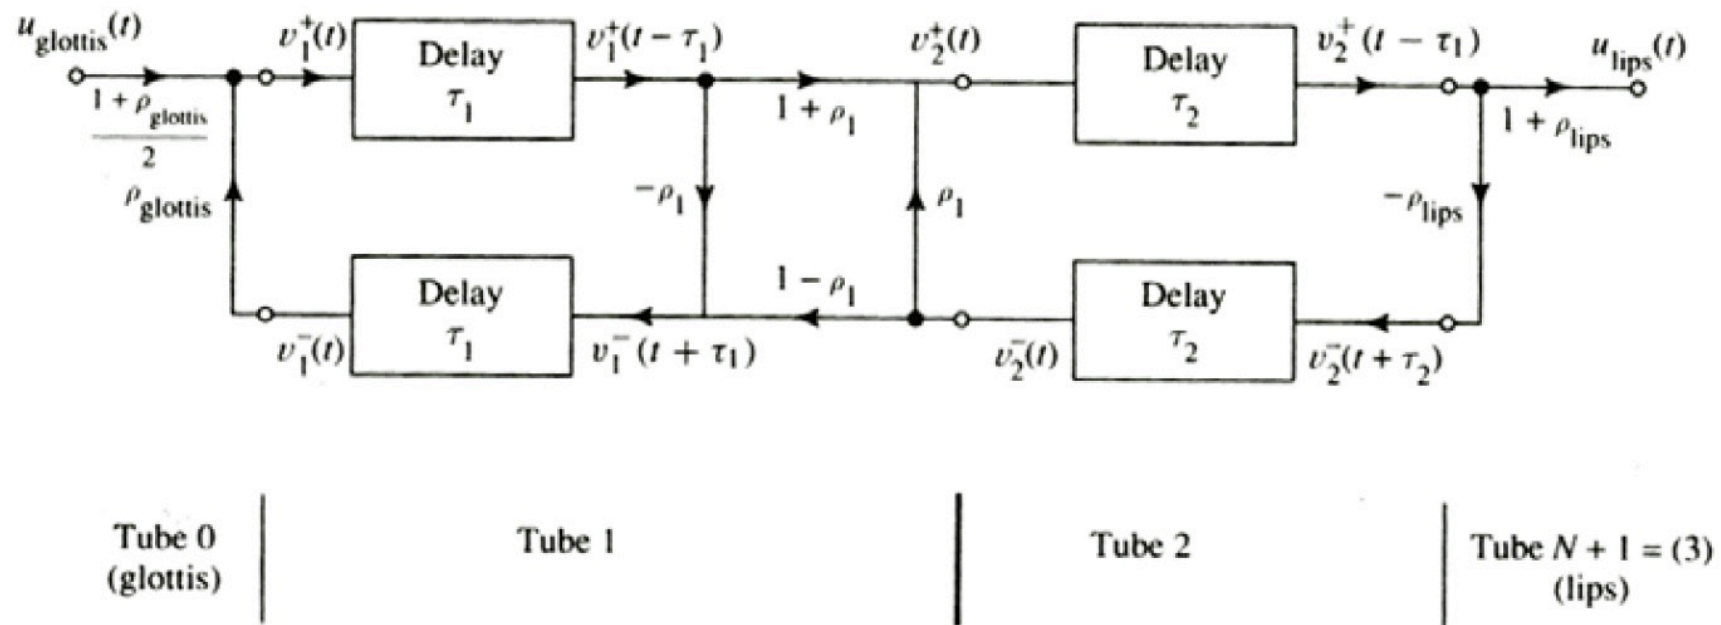 u_glottis(t)
v_1^+(t)
Delay
τ_1
v_1^+(t − τ_1)
v_2^+(t)
Delay
τ_2
v_2^+ (t − τ_1)
u_lips(t)
1 + ρ_glottis
2
1 + ρ_1
1 + ρ_lips
ρ_glottis
−ρ_1
ρ_1
−ρ_lips
Delay
τ_1
1 − ρ_1
Delay
τ_2
v_1^−(t)
v_1^− (t + τ_1)
v_2^−(t)
v_2^−(t + τ_2)
Tube 0
(glottis)
Tube 1
Tube 2
Tube N + 1 = (3)
(lips)